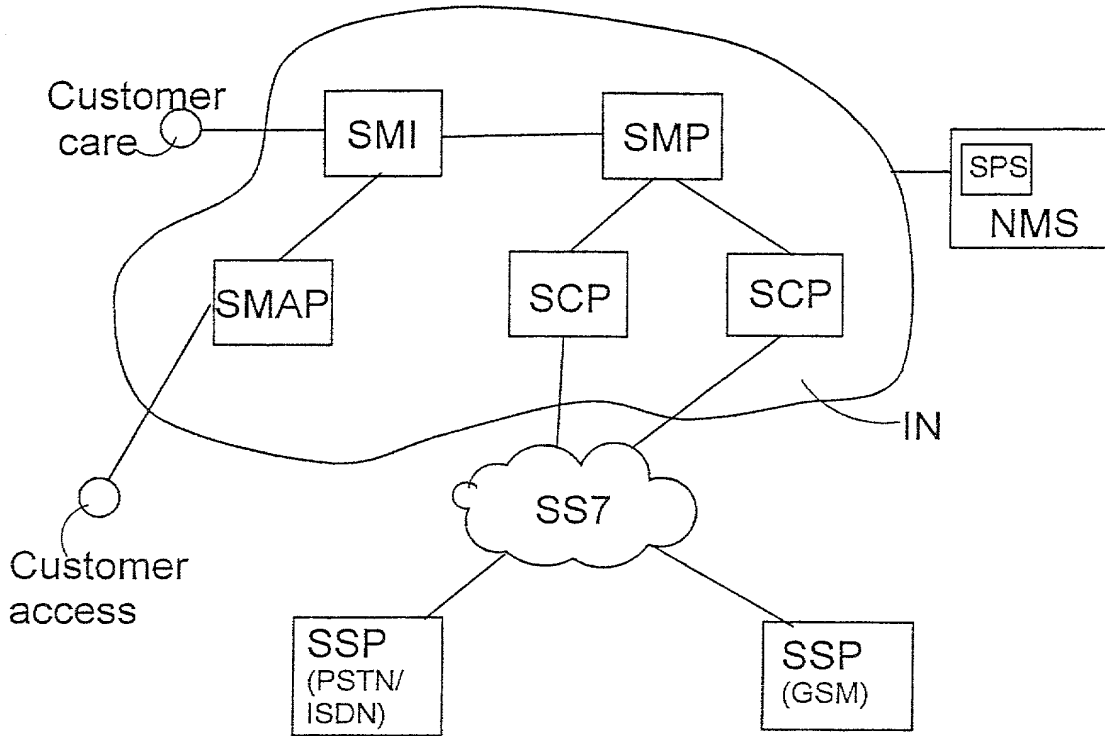 Customer
care
SMI
SMP
SPS
NMS
SMAP
SCP
SCP
IN
SS7
Customer
access
SSP
(PSTN/
ISDN)
SSP
(GSM)